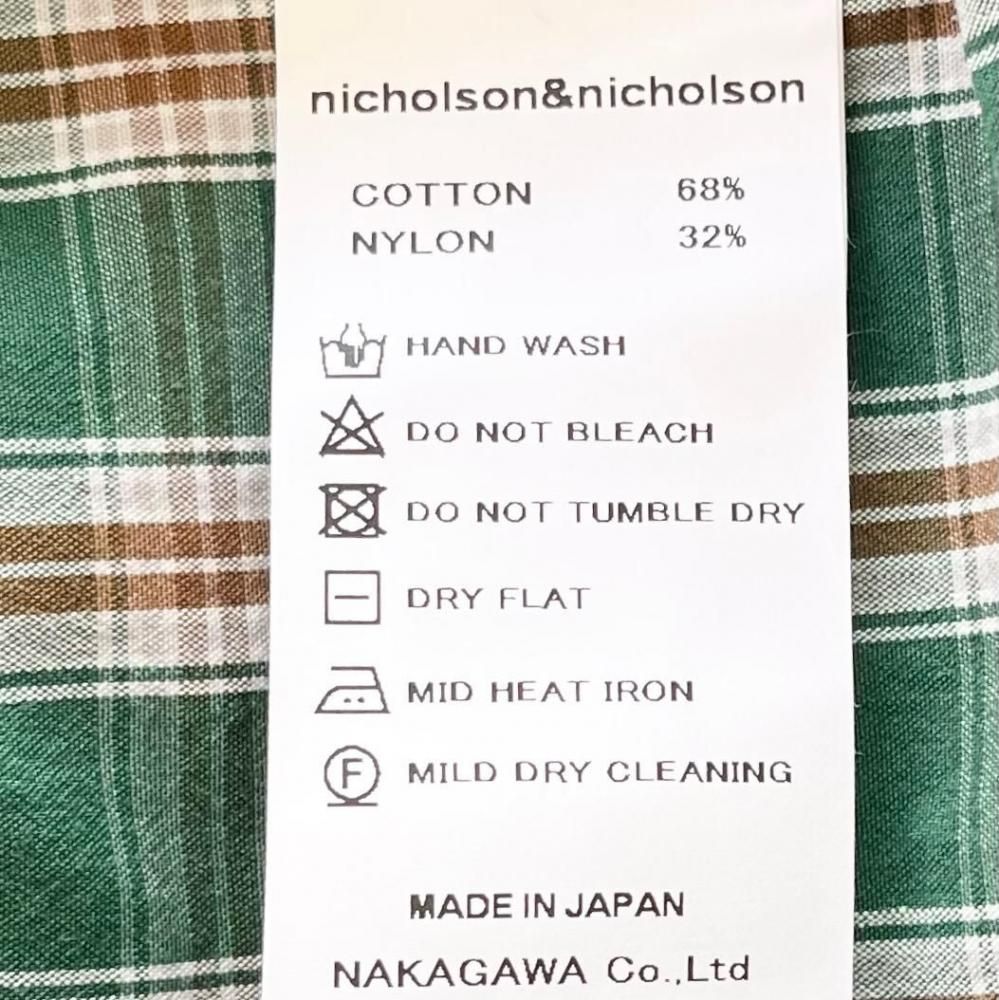 nicholson&nicholson
COTTON 68%
NYLON 32%
HAND WASH
DO NOT BLEACH
DO NOT TUMBLE DRY
DRY FLAT
MID HEAT IRON
F MILD DRY CLEANING
MADE IN JAPAN
NAKAGAWA Co.,Ltd